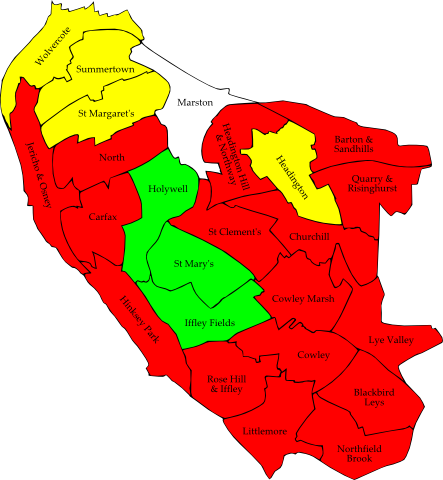 Wolvercote
Summertown
St Margaret's
Marston
North
Jericho & Osney
Headington Hill
& Northway
Barton &
Sandhills
Headington
Quarry &
Risinghurst
Holywell
Carfax
St Clement's
Churchill
St Mary's
Hinksey Park
Iffley Fields
Cowley Marsh
Lye Valley
Cowley
Rose Hill
& Iffley
Blackbird
Leys
Littlemore
Northfield
Brook